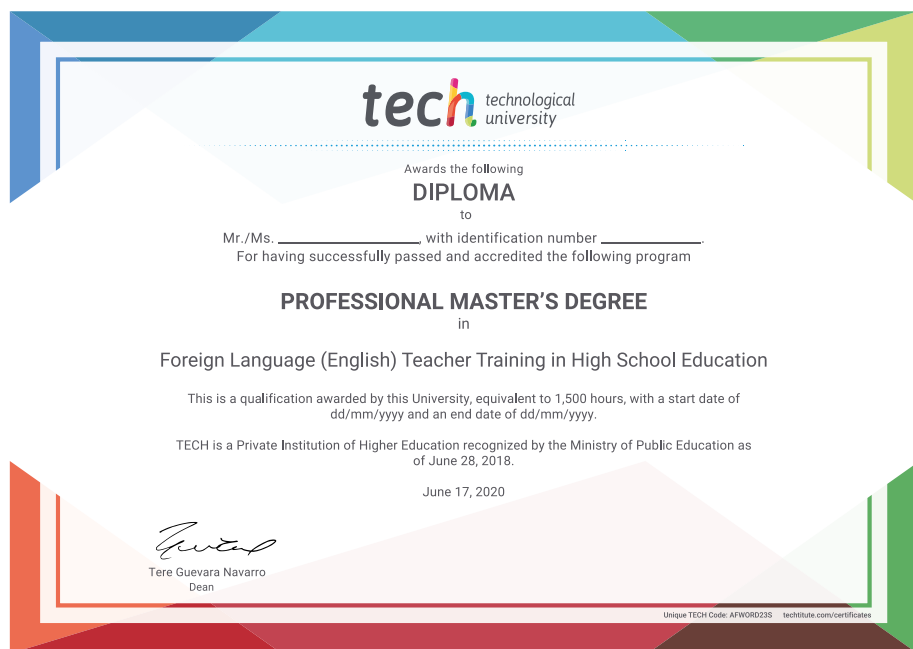 tech technological
university
Awards the following
DIPLOMA
to
Mr./Ms. ____________, with identification number ____________.
For having successfully passed and accredited the following program
PROFESSIONAL MASTER'S DEGREE
in
Foreign Language (English) Teacher Training in High School Education
This is a qualification awarded by this University, equivalent to 1,500 hours, with a start date of
dd/mm/yyyy and an end date of dd/mm/yyyy.
TECH is a Private Institution of Higher Education recognized by the Ministry of Public Education as
of June 28, 2018.
June 17, 2020
Tere Guevara Navarro
Dean
Unique TECH Code: AFWORD23S techtitute.com/certificates